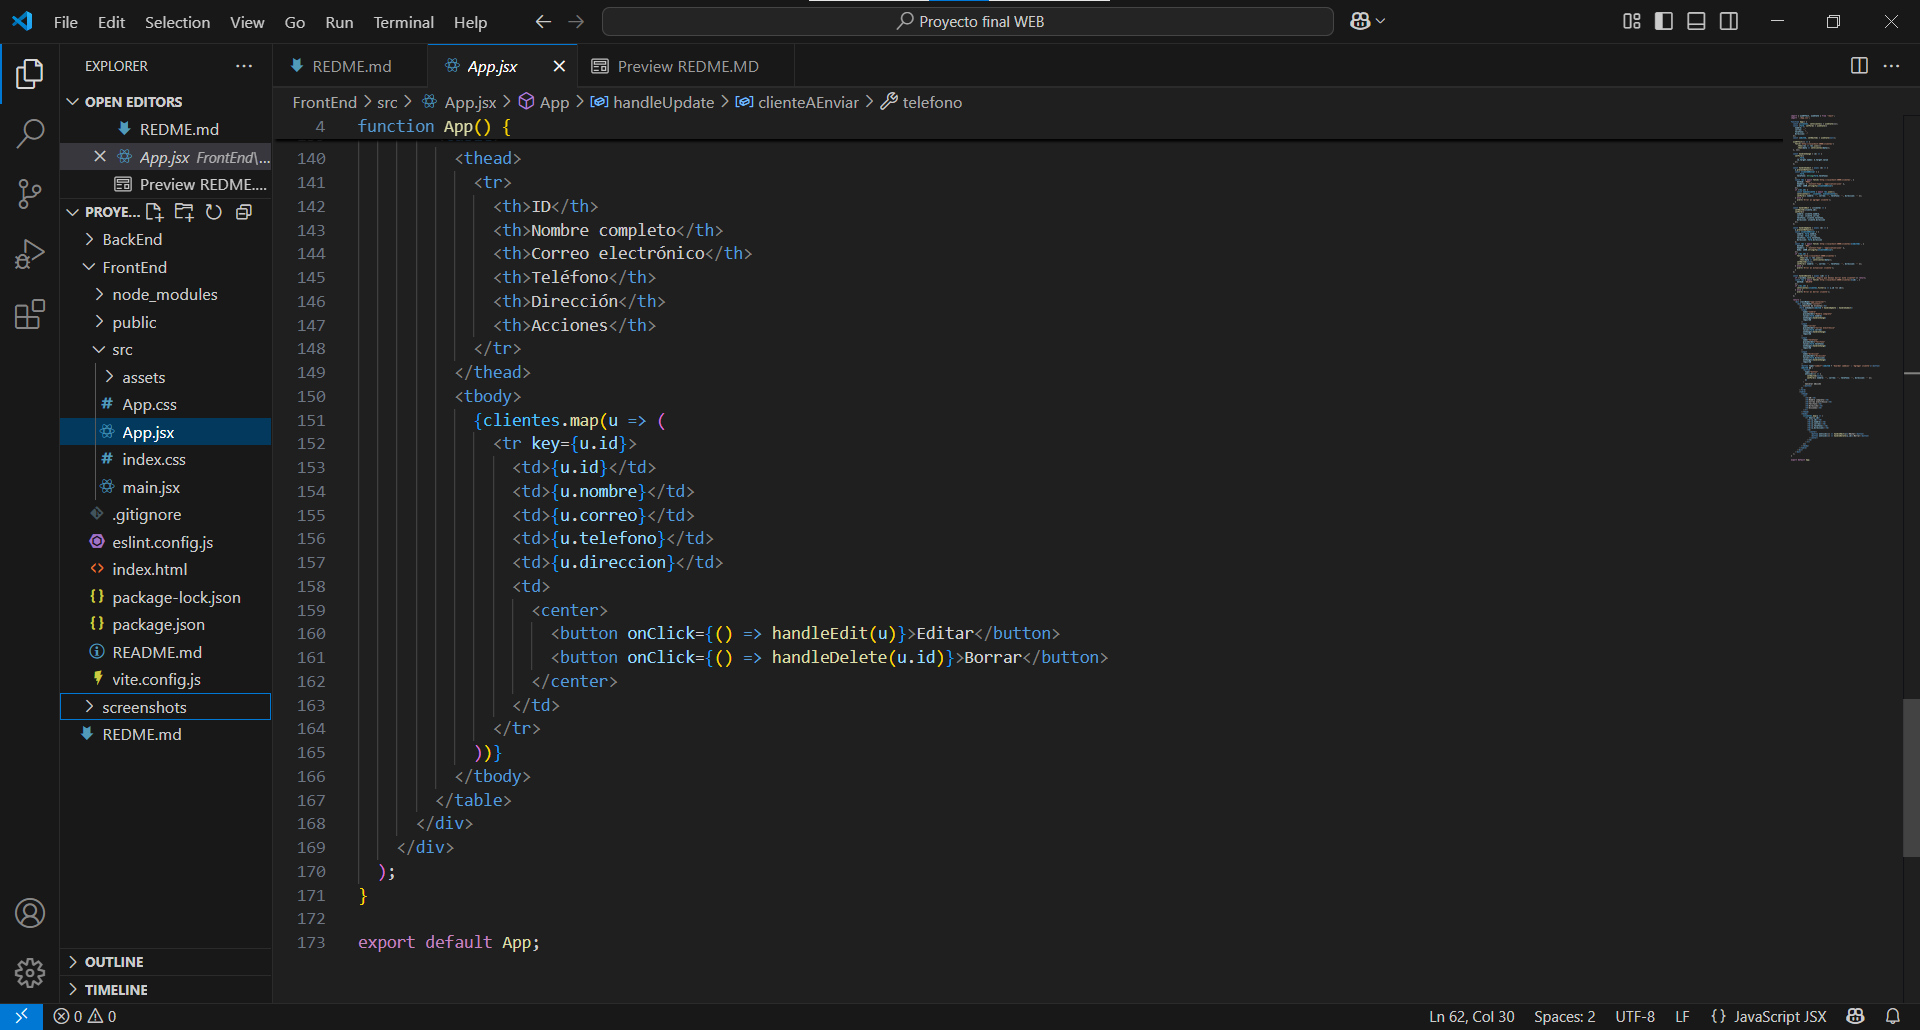 File Edit Selection View Go Run Terminal Help
Proyecto final WEB
EXPLORER
OPEN EDITORS
REDME.md
App.jsx FrontEnd\...
Preview REDME....
PROYE...
BackEnd
FrontEnd
node_modules
public
src
assets
App.css
App.jsx
index.css
main.jsx
.gitignore
eslint.config.js
index.html
package-lock.json
package.json
README.md
vite.config.js
screenshots
REDME.md
OUTLINE
TIMELINE
REDME.md App.jsx Preview REDME.MD
FrontEnd > src > App.jsx > App > handleUpdate > clienteAEnviar > telefono
4 function App() {
140 <thead>
141 <tr>
142 <th>ID</th>
143 <th>Nombre completo</th>
144 <th>Correo electrónico</th>
145 <th>Teléfono</th>
146 <th>Dirección</th>
147 <th>Acciones</th>
148 </tr>
149 </thead>
150 <tbody>
151 {clientes.map(u => (
152 <tr key={u.id}>
153 <td>{u.id}</td>
154 <td>{u.nombre}</td>
155 <td>{u.correo}</td>
156 <td>{u.telefono}</td>
157 <td>{u.direccion}</td>
158 <td>
159 <center>
160 <button onClick={() => handleEdit(u)}>Editar</button>
161 <button onClick={() => handleDelete(u.id)}>Borrar</button>
162 </center>
163 </td>
164 </tr>
165 ))}
166 </tbody>
167 </table>
168 </div>
169 </div>
170 );
171 }
172
173 export default App;
0 0
Ln 62, Col 30 Spaces: 2 UTF-8 LF {} JavaScript JSX